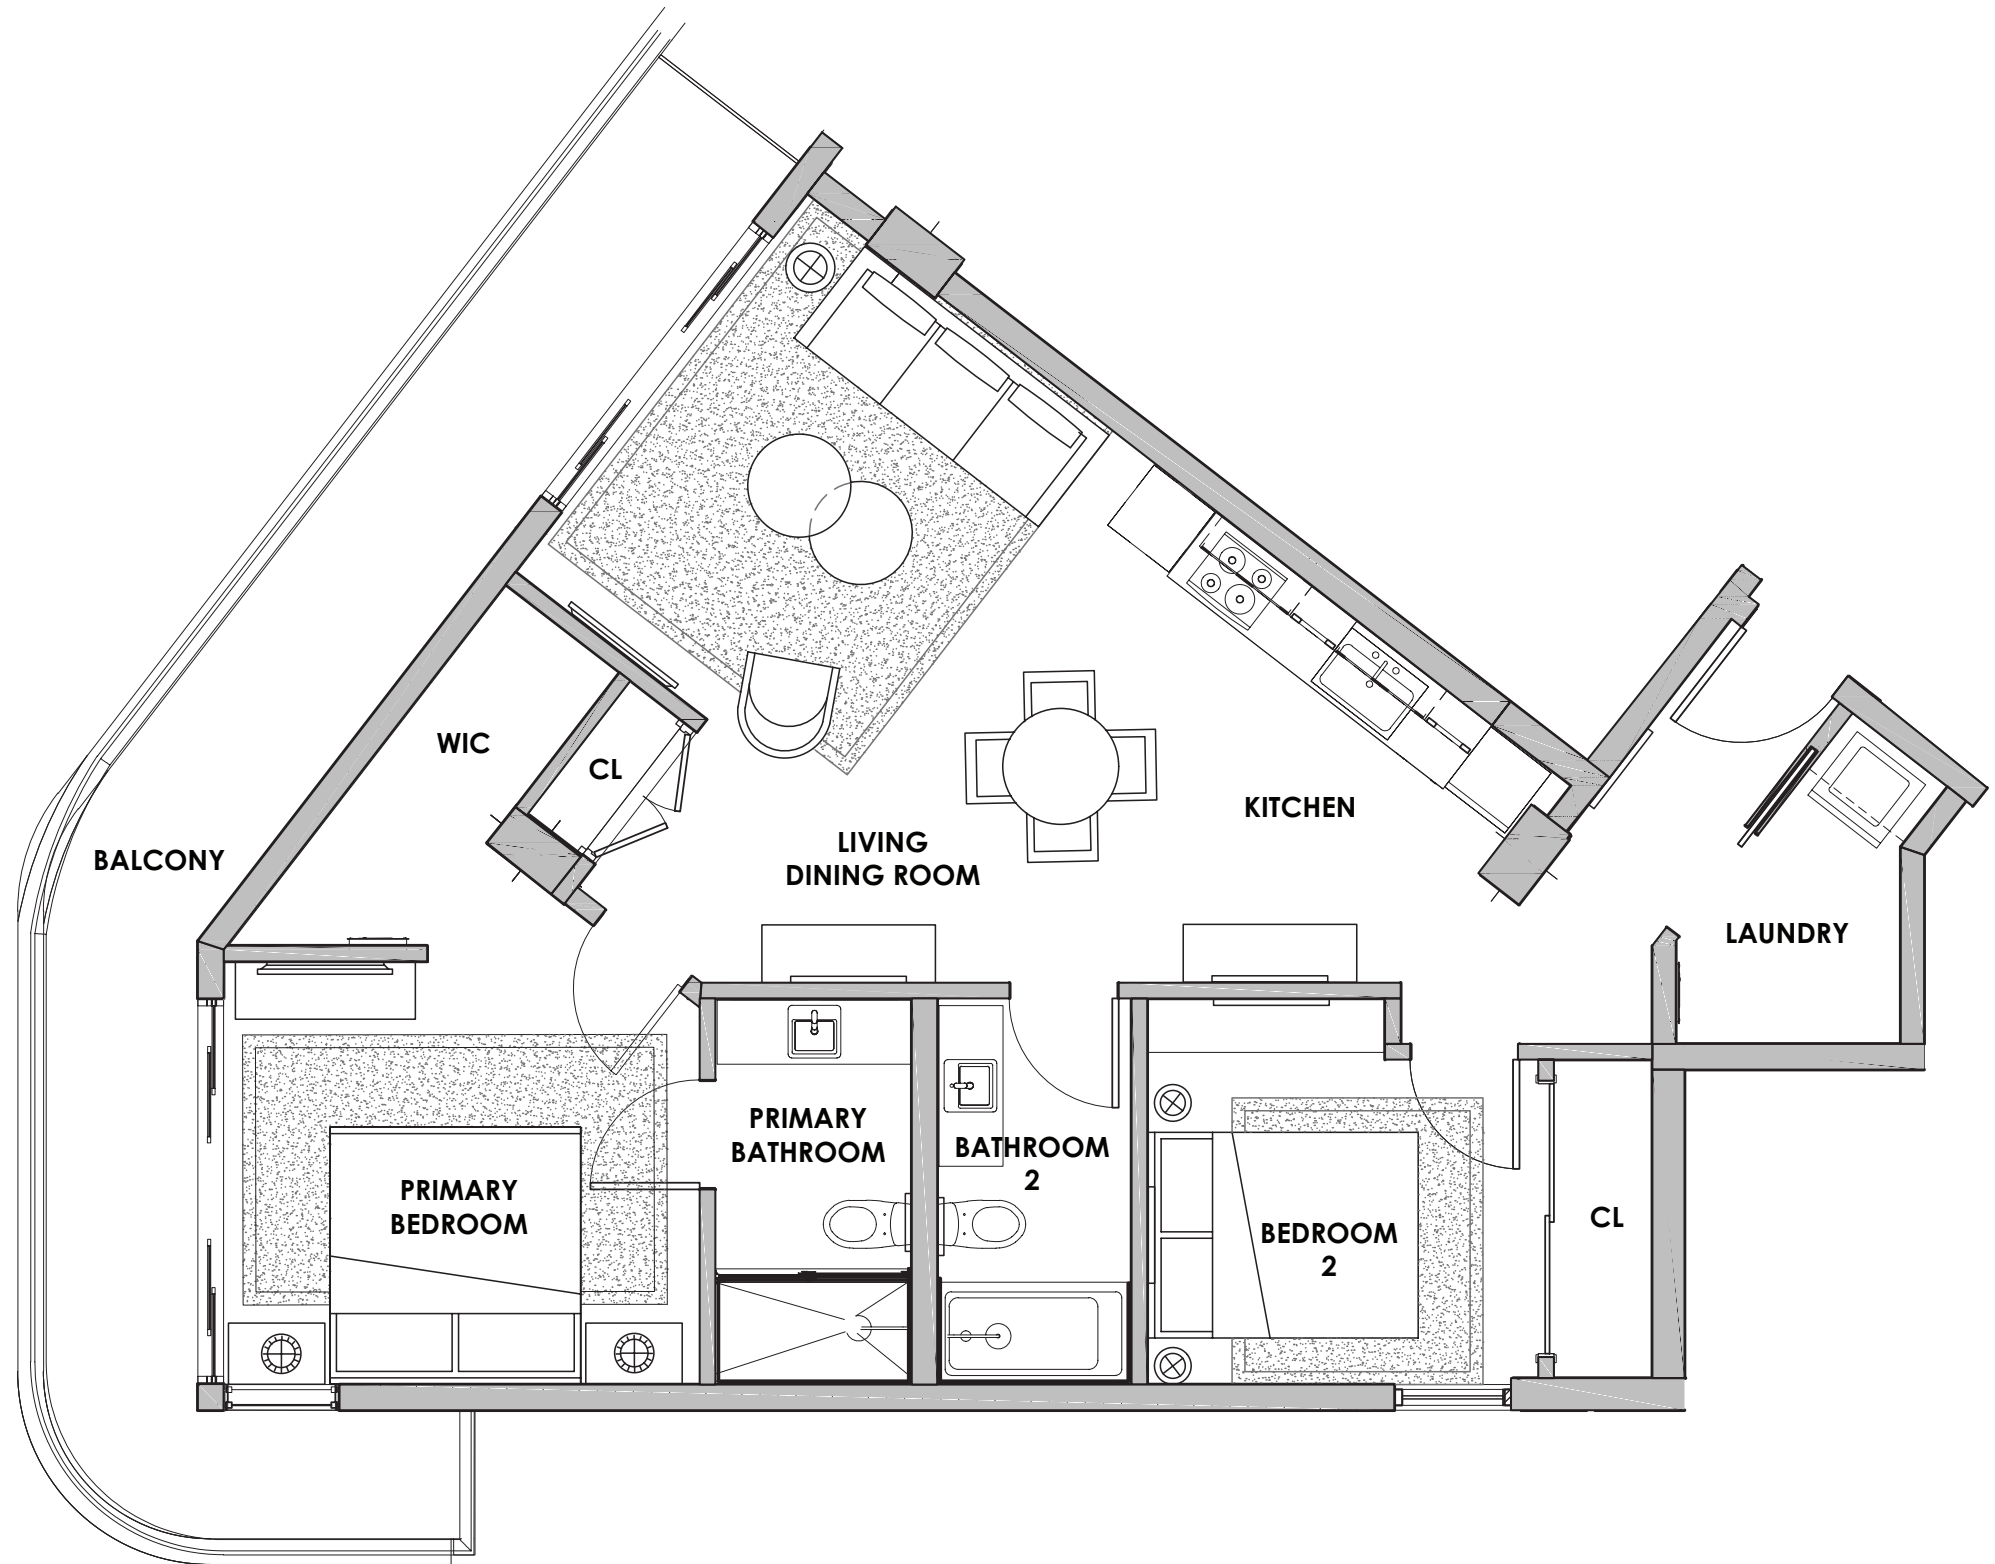 WIC
CL
KITCHEN
LIVING
DINING ROOM
BALCONY
LAUNDRY
PRIMARY
BATHROOM
BATHROOM
2
PRIMARY
BEDROOM
BEDROOM
2
CL